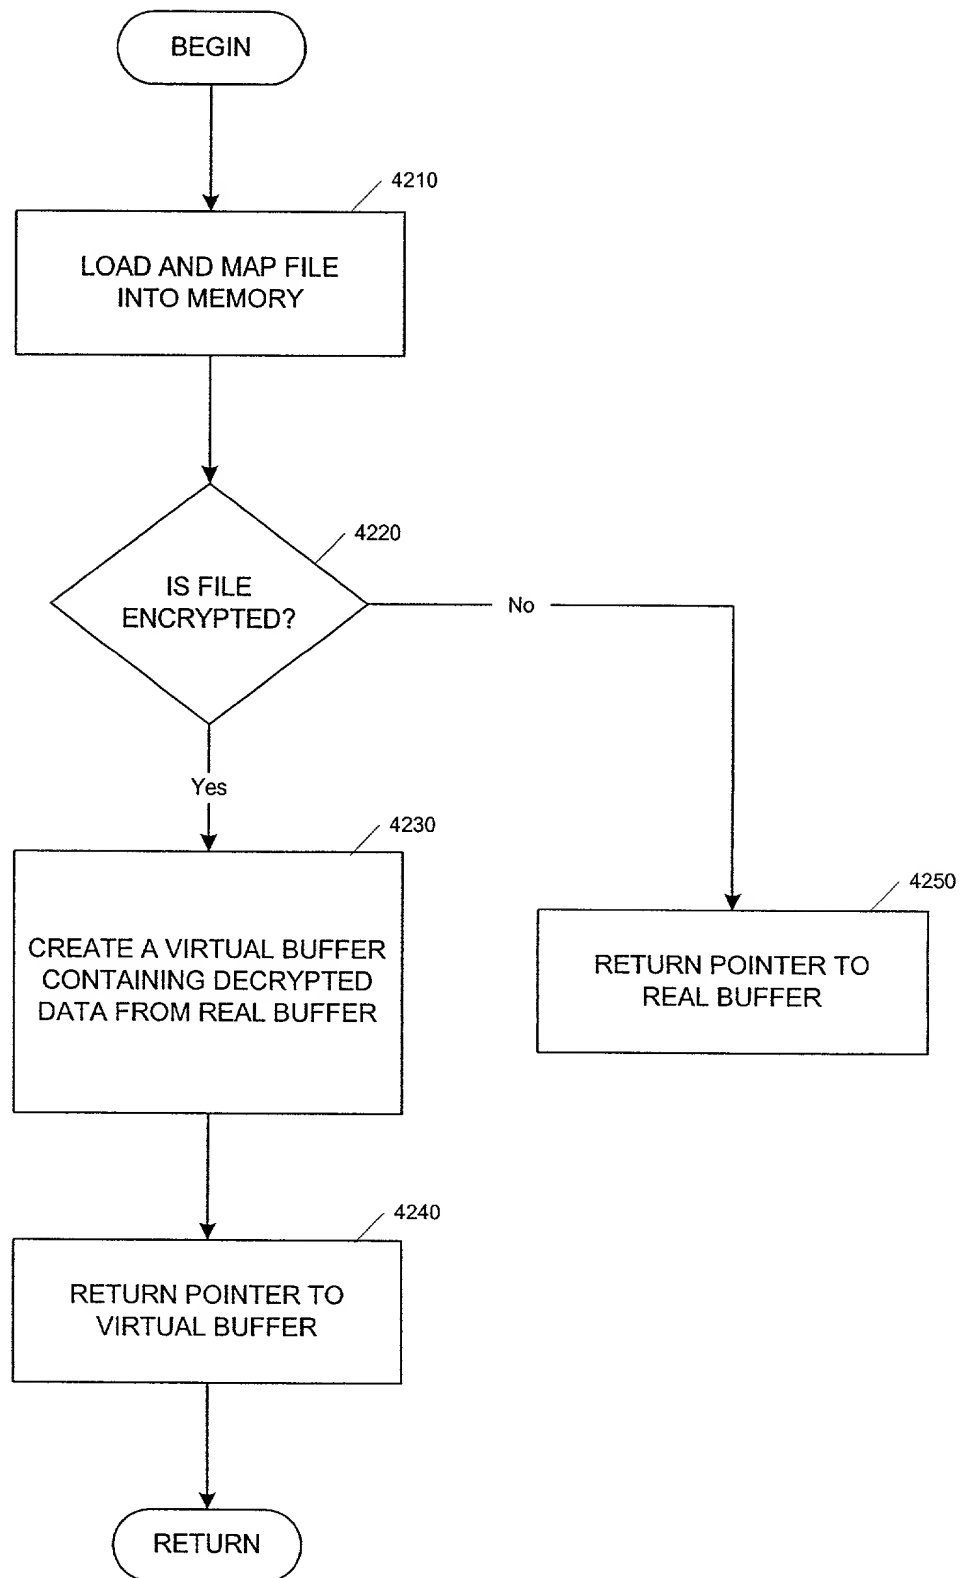 BEGIN
4210
LOAD AND MAP FILE
INTO MEMORY
4220
IS FILE
ENCRYPTED?
No
Yes
4230
CREATE A VIRTUAL BUFFER
CONTAINING DECRYPTED
DATA FROM REAL BUFFER
4250
RETURN POINTER TO
REAL BUFFER
4240
RETURN POINTER TO
VIRTUAL BUFFER
RETURN